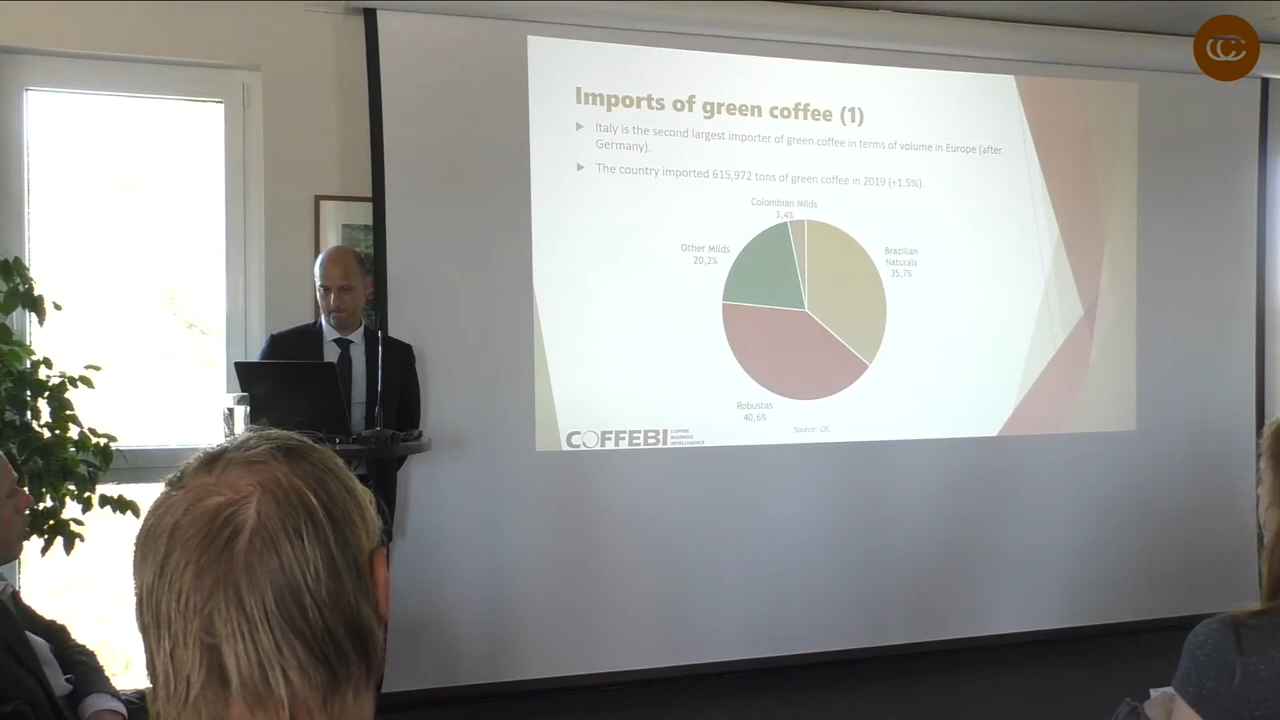 Imports of green coffee (1)
Italy is the second largest importer of green coffee in terms of volume in Europe (after
Germany).
The country imported 615,972 tons of green coffee in 2019 (+1.5%).
Colombian Milds
3,4%
Other Milds
20,2%
Brazilian
Naturals
35,7%
Robustas
40,6%
Source: CIC
COFFEBI COFFEE
BUSINESS
INTELLIGENCE